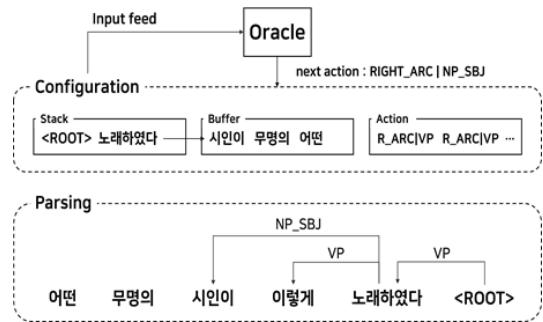 Input feed
Oracle
next action : RIGHT_ARC | NP_SBJ
Configuration
Stack
<ROOT> 노래하였다
Buffer
시인이 무명의 어떤
Action
R_ARC|VP R_ARC|VP ···
Parsing
NP_SBJ
VP VP
어떤 무명의 시인이 이렇게 노래하였다 <ROOT>